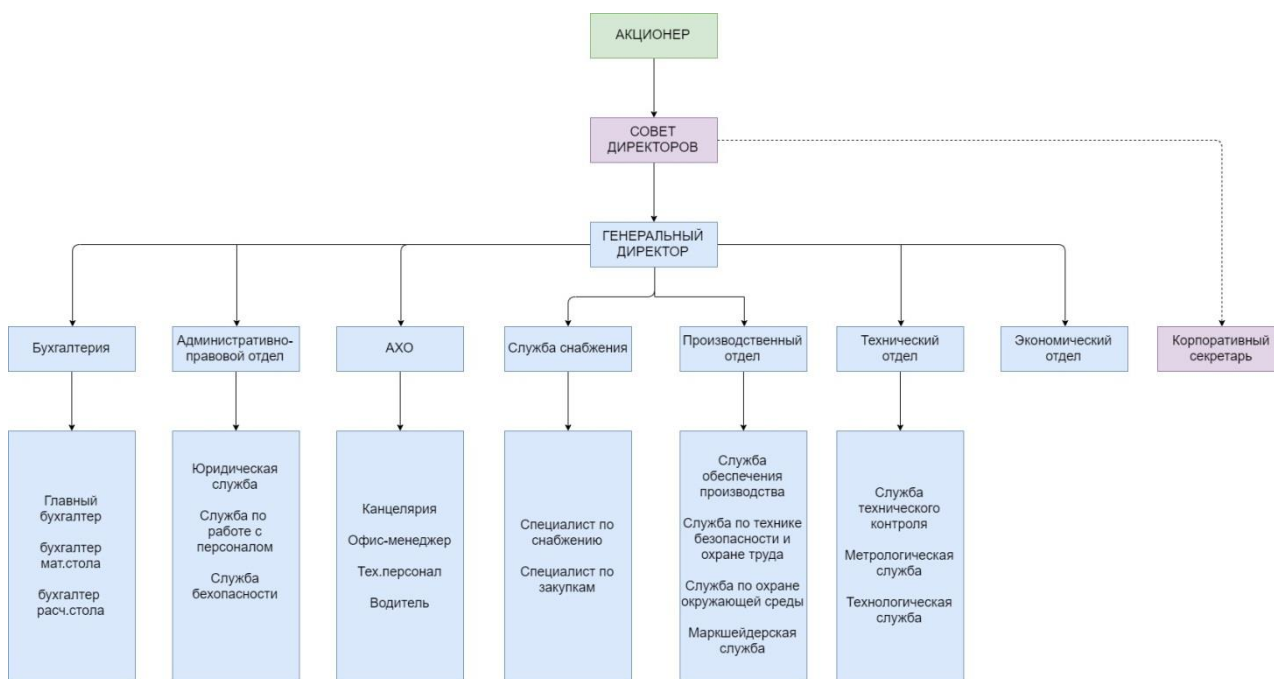 АКЦИОНЕР
СОВЕТ
ДИРЕКТОРОВ
ГЕНЕРАЛЬНЫЙ
ДИРЕКТОР
Бухгалтерия
Административно-
правовой отдел
АХО
Служба снабжения
Производственный
отдел
Технический
отдел
Экономический
отдел
Корпоративный
секретарь
Главный
бухгалтер
бухгалтер
мат.стола
бухгалтер
расч.стола
Юридическая
служба
Служба по
работе с
персоналом
Служба
бехопасности
Канцелярия
Офис-менеджер
Тех.персонал
Водитель
Специалист по
снабжению
Специалист по
закупкам
Служба
обеспечения
производства
Служба по технике
безопасности и
охране труда
Служба по охране
окружающей среды
Маркшейдерская
служба
Служба
технического
контроля
Метрологическая
служба
Технологическая
служба